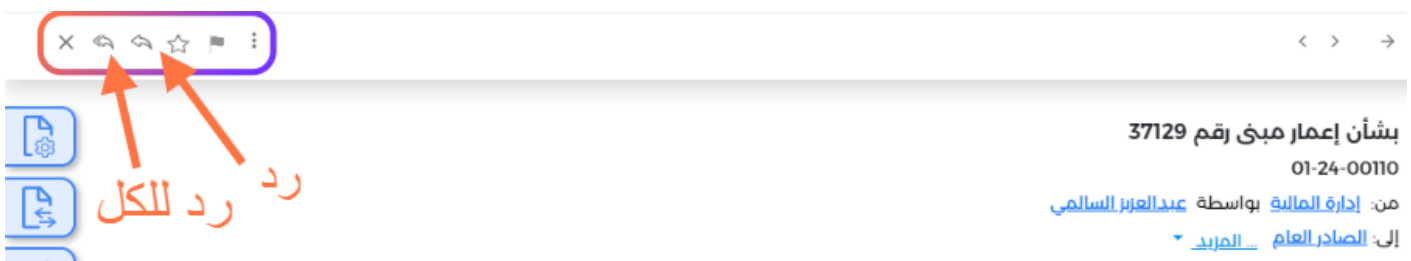 بشأن إعمار مبنى رقم 37129
01-24-00110
من: إدارة المالية بواسطة عبدالعزيز السالمي
إلى: الصادر العام ... المزيد
رد
رد للكل